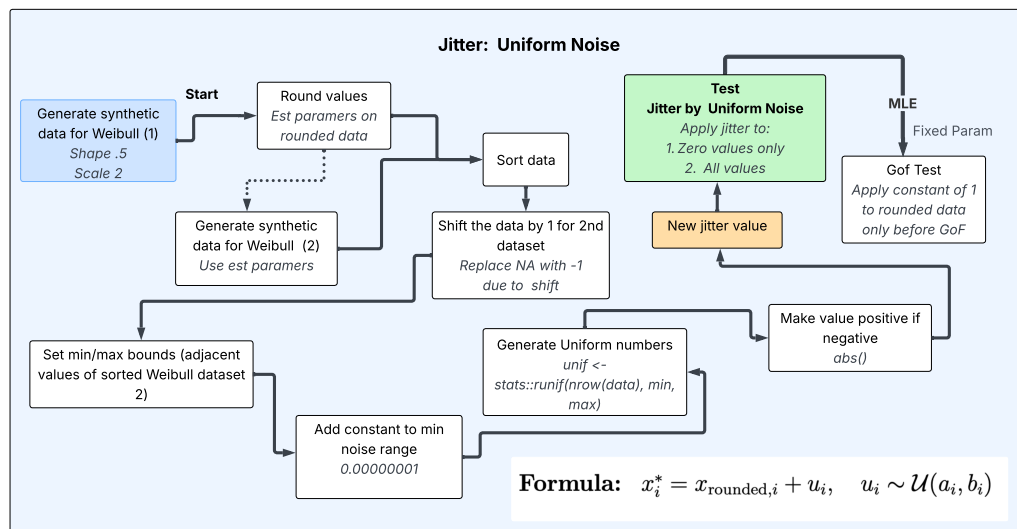 Jitter: Uniform Noise
Generate synthetic
data for Weibull (1)
Shape .5
Scale 2
Start
Round values
Est paramers on
rounded data
Generate synthetic
data for Weibull (2)
Use est paramers
Sort data
Shift the data by 1 for 2nd
dataset
Replace NA with -1
due to shift
Set min/max bounds (adjacent
values of sorted Weibull dataset
2)
Add constant to min
noise range
0.00000001
Generate Uniform numbers
unif <-
stats::runif(nrow(data), min,
max)
Make value positive if
negative
abs()
New jitter value
Test
Jitter by Uniform Noise
Apply jitter to:
1. Zero values only
2. All values
MLE
Fixed Param
Gof Test
Apply constant of 1
to rounded data
only before GoF
Formula: x*_i = x_{rounded,i} + u_i, u_i ∼ 𝒰(a_i, b_i)